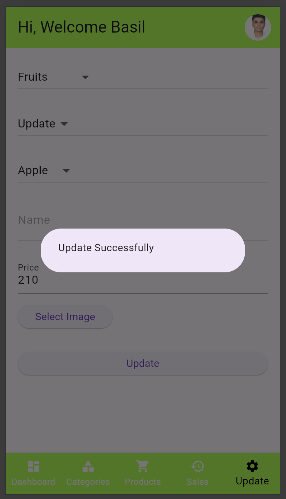 Hi, Welcome Basil
Fruits
Update
Apple
Name
Update Successfully
Price
210
Select Image
Update
Dashboard Categories Products Sales Update